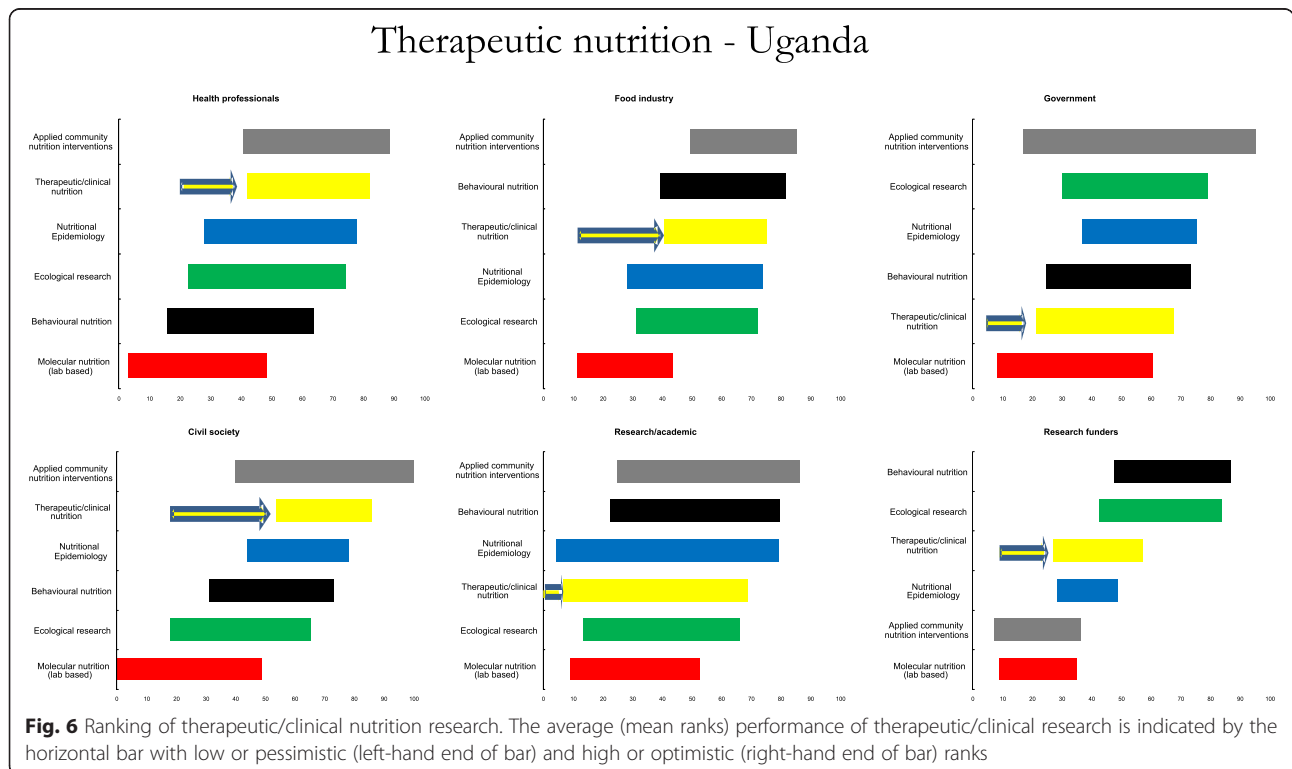 Therapeutic nutrition - Uganda
Health professionals
Applied community
nutrition interventions
Therapeutic/clinical
nutrition
Nutritional
Epidemiology
Ecological research
Behavioural nutrition
Molecular nutrition
(lab based)
0 10 20 30 40 50 60 70 80 90 100
Food industry
Applied community
nutrition interventions
Behavioural nutrition
Therapeutic/clinical
nutrition
Nutritional
Epidemiology
Ecological research
Molecular nutrition
(lab based)
0 10 20 30 40 50 60 70 80 90 100
Government
Applied community
nutrition interventions
Ecological research
Nutritional
Epidemiology
Behavioural nutrition
Therapeutic/clinical
nutrition
Molecular nutrition
(lab based)
0 10 20 30 40 50 60 70 80 90 100
Civil society
Applied community
nutrition interventions
Therapeutic/clinical
nutrition
Nutritional
Epidemiology
Behavioural nutrition
Ecological research
Molecular nutrition
(lab based)
0 10 20 30 40 50 60 70 80 90 100
Research/academic
Applied community
nutrition interventions
Behavioural nutrition
Nutritional
Epidemiology
Therapeutic/clinical
nutrition
Ecological research
Molecular nutrition
(lab based)
0 10 20 30 40 50 60 70 80 90 100
Research funders
Behavioural nutrition
Ecological research
Therapeutic/clinical
nutrition
Nutritional
Epidemiology
Applied community
nutrition interventions
Molecular nutrition
(lab based)
0 10 20 30 40 50 60 70 80 90 100
Fig. 6 Ranking of therapeutic/clinical nutrition research. The average (mean ranks) performance of therapeutic/clinical research is indicated by the
horizontal bar with low or pessimistic (left-hand end of bar) and high or optimistic (right-hand end of bar) ranks